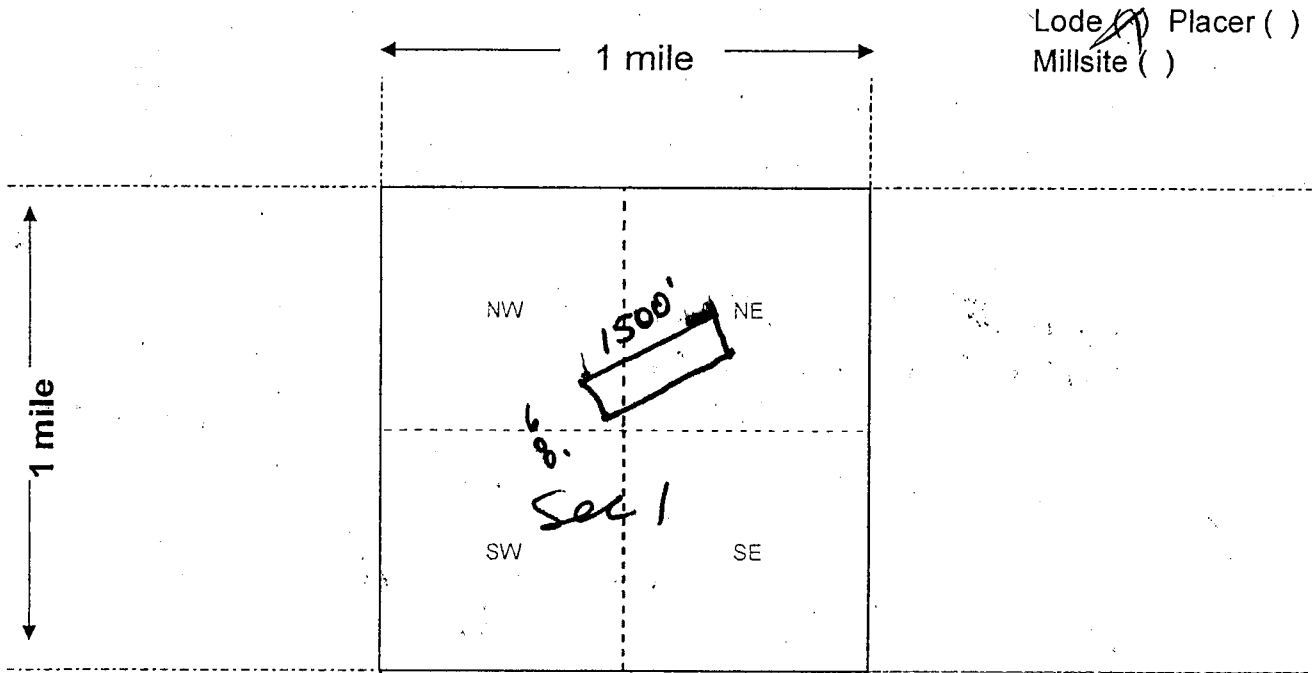 Lode (X) Placer ( )
Millsite ( )
1 mile
1 mile
NW
NE
1500'
Sec 1
SW
SE